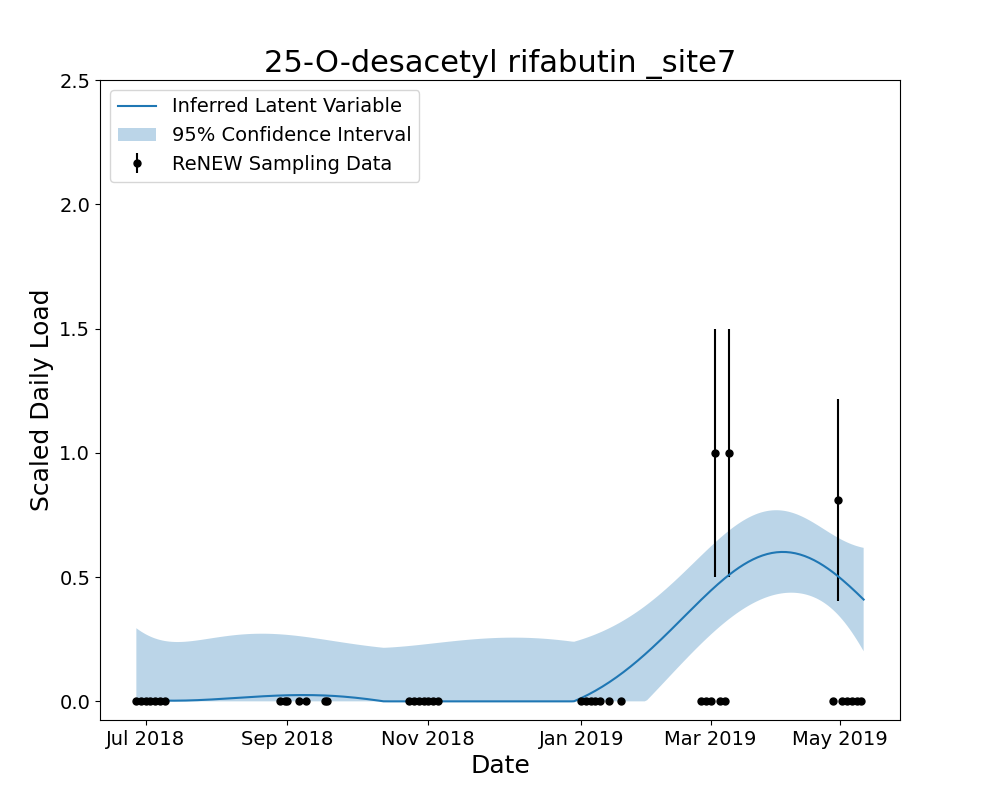 25-O-desacetyl rifabutin _site7
Inferred Latent Variable
95% Confidence Interval
ReNEW Sampling Data
Scaled Daily Load
2.5
2.0
1.5
1.0
0.5
0.0
Jul 2018 Sep 2018 Nov 2018 Jan 2019 Mar 2019 May 2019
Date